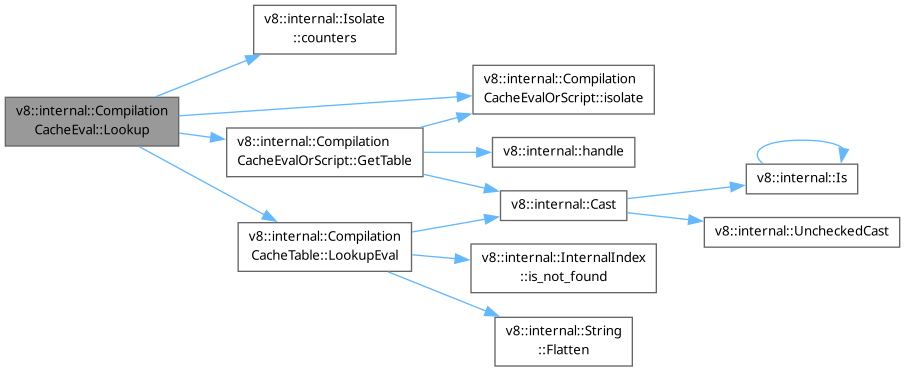 v8::internal::Isolate
::counters
v8::internal::Compilation
CacheEvalOrScript::isolate
v8::internal::Compilation
CacheEval::Lookup
v8::internal::Compilation
CacheEvalOrScript::GetTable
v8::internal::handle
v8::internal::Is
v8::internal::Cast
v8::internal::UncheckedCast
v8::internal::Compilation
CacheTable::LookupEval
v8::internal::InternalIndex
::is_not_found
v8::internal::String
::Flatten